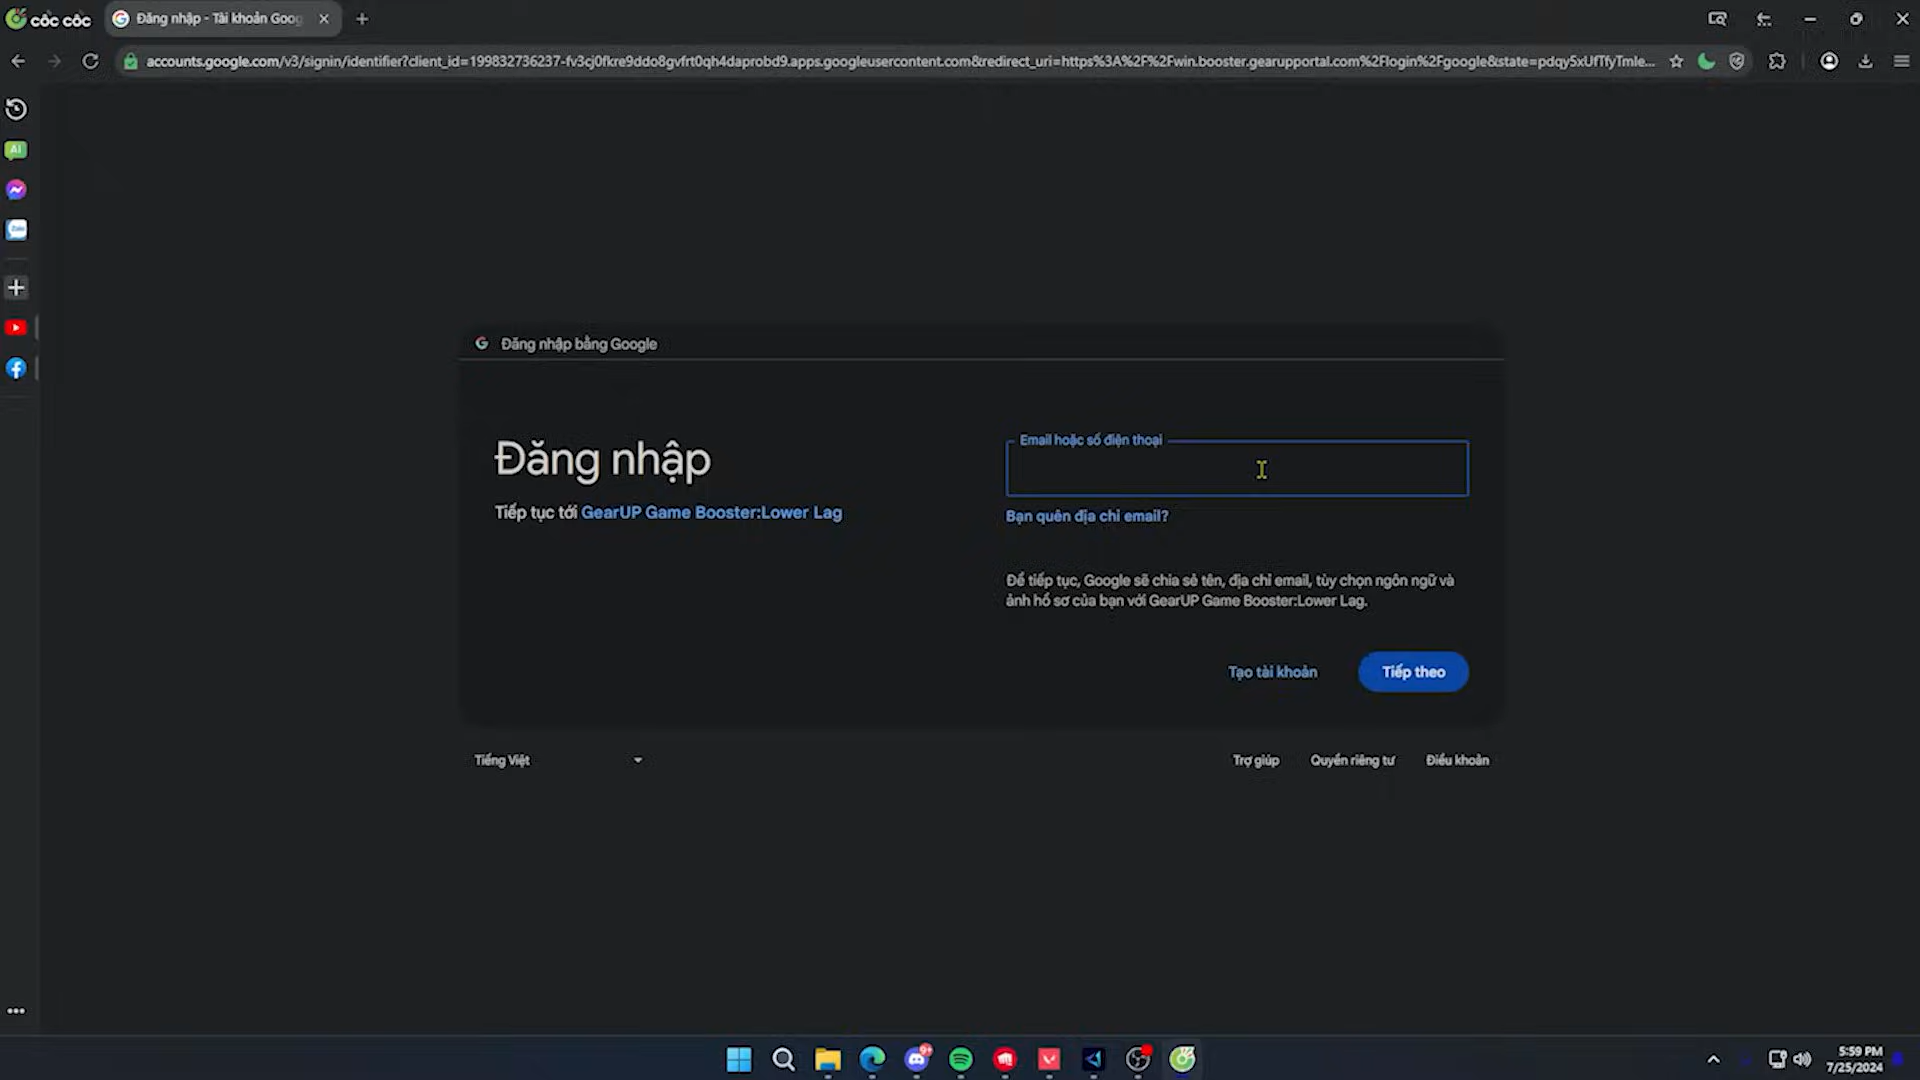 cốc cốc
Đăng nhập - Tài khoản Goog
accounts.google.com/v3/signin/identifier?client_id=199832736237-fv3cj0fkre9ddo8gvfrt0qh4daprobd9.apps.googleusercontent.com&redirect_uri=https%3A%2F%2Fwin.booster.gearupportal.com%2Flogin%2Fgoogle&state=pdqy5xUfTfyTmle...
AI
Zalo
Đăng nhập bằng Google
Đăng nhập
Tiếp tục tới GearUP Game Booster:Lower Lag
Email hoặc số điện thoại
Bạn quên địa chỉ email?
Để tiếp tục, Google sẽ chia sẻ tên, địa chỉ email, tùy chọn ngôn ngữ và
ảnh hồ sơ của bạn với GearUP Game Booster:Lower Lag.
Tạo tài khoản
Tiếp theo
Tiếng Việt
Trợ giúp
Quyền riêng tư
Điều khoản
9+
5:59 PM
7/25/2024